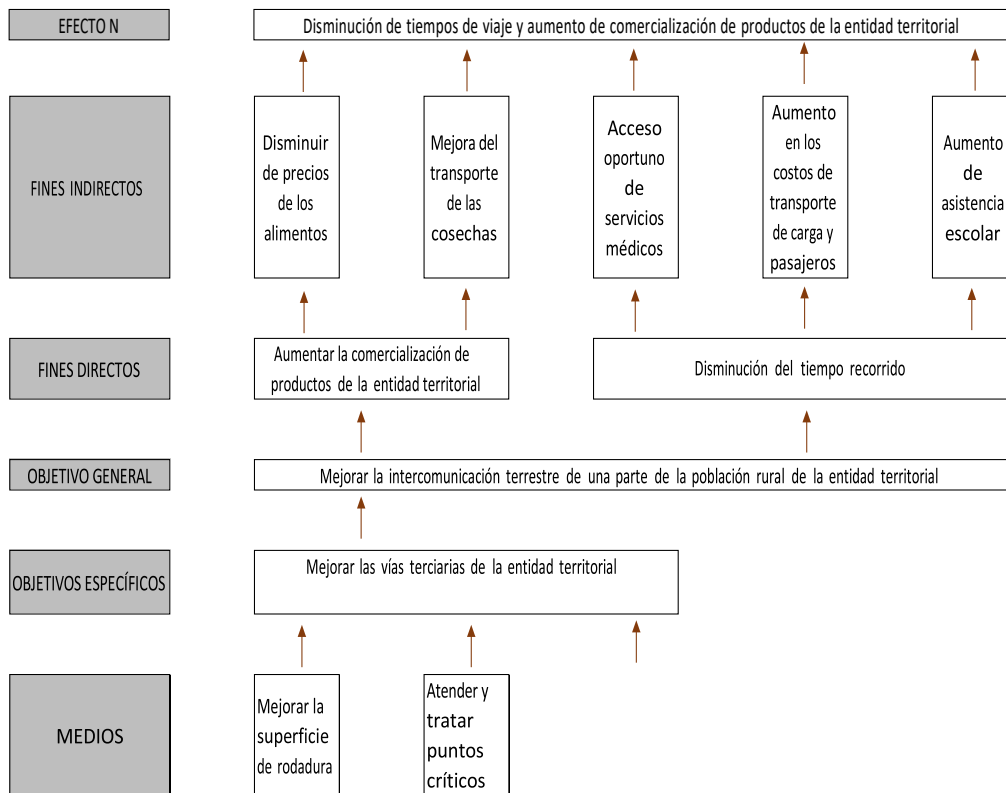 EFECTO N
Disminución de tiempos de viaje y aumento de comercialización de productos de la entidad territorial
FINES INDIRECTOS
Disminuir
de precios
de los
alimentos
Mejora del
transporte
de las
cosechas
Acceso
oportuno
de
servicios
médicos
Aumento
en los
costos de
transporte
de carga y
pasajeros
Aumento
de
asistencia
escolar
FINES DIRECTOS
Aumentar la comercialización de
productos de la entidad territorial
Disminución del tiempo recorrido
OBJETIVO GENERAL
Mejorar la intercomunicación terrestre de una parte de la población rural de la entidad territorial
OBJETIVOS ESPECÍFICOS
Mejorar las vías terciarias de la entidad territorial
MEDIOS
Mejorar la
superficie
de rodadura
Atender y
tratar
puntos
críticos